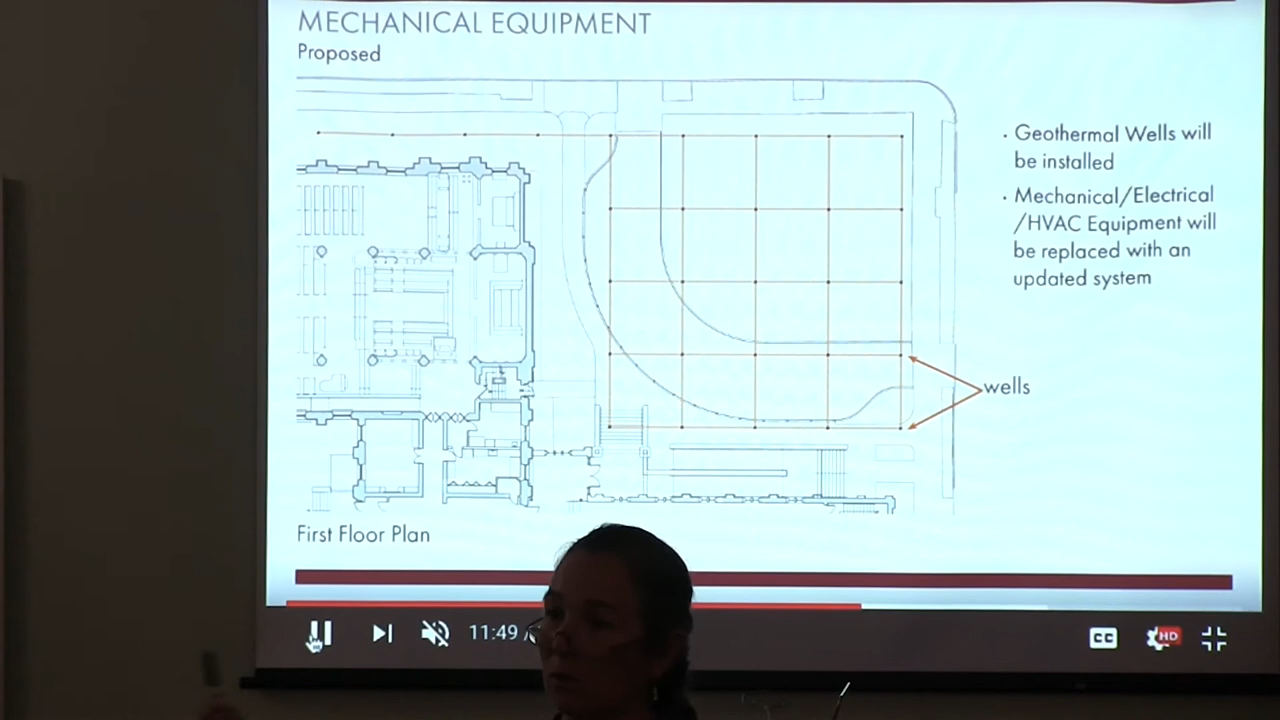 MECHANICAL EQUIPMENT
Proposed
· Geothermal Wells will
be installed
· Mechanical/Electrical
/HVAC Equipment will
be replaced with an
updated system
wells
First Floor Plan
11:49 /
CC
HD